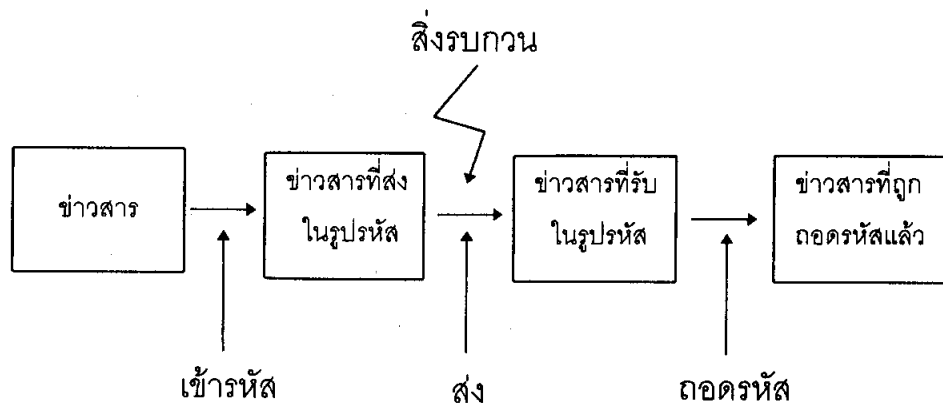 สิ่งรบกวน
ข่าวสาร
ข่าวสารที่ส่ง
ในรูปรหัส
ข่าวสารที่รับ
ในรูปรหัส
ข่าวสารที่ถูก
ถอดรหัสแล้ว
เข้ารหัส
ส่ง
ถอดรหัส